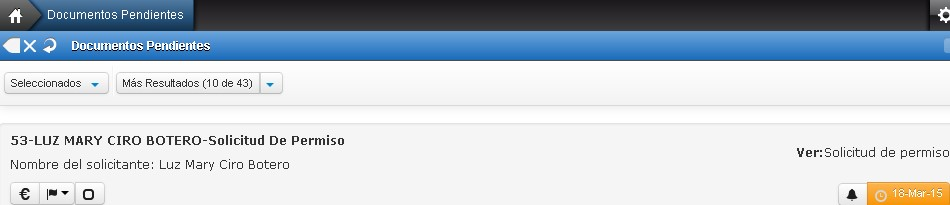 Documentos Pendientes
Documentos Pendientes
Seleccionados Más Resultados (10 de 43)
53-LUZ MARY CIRO BOTERO-Solicitud De Permiso
Ver:Solicitud de permiso
Nombre del solicitante: Luz Mary Ciro Botero
€ 18-Mar-15